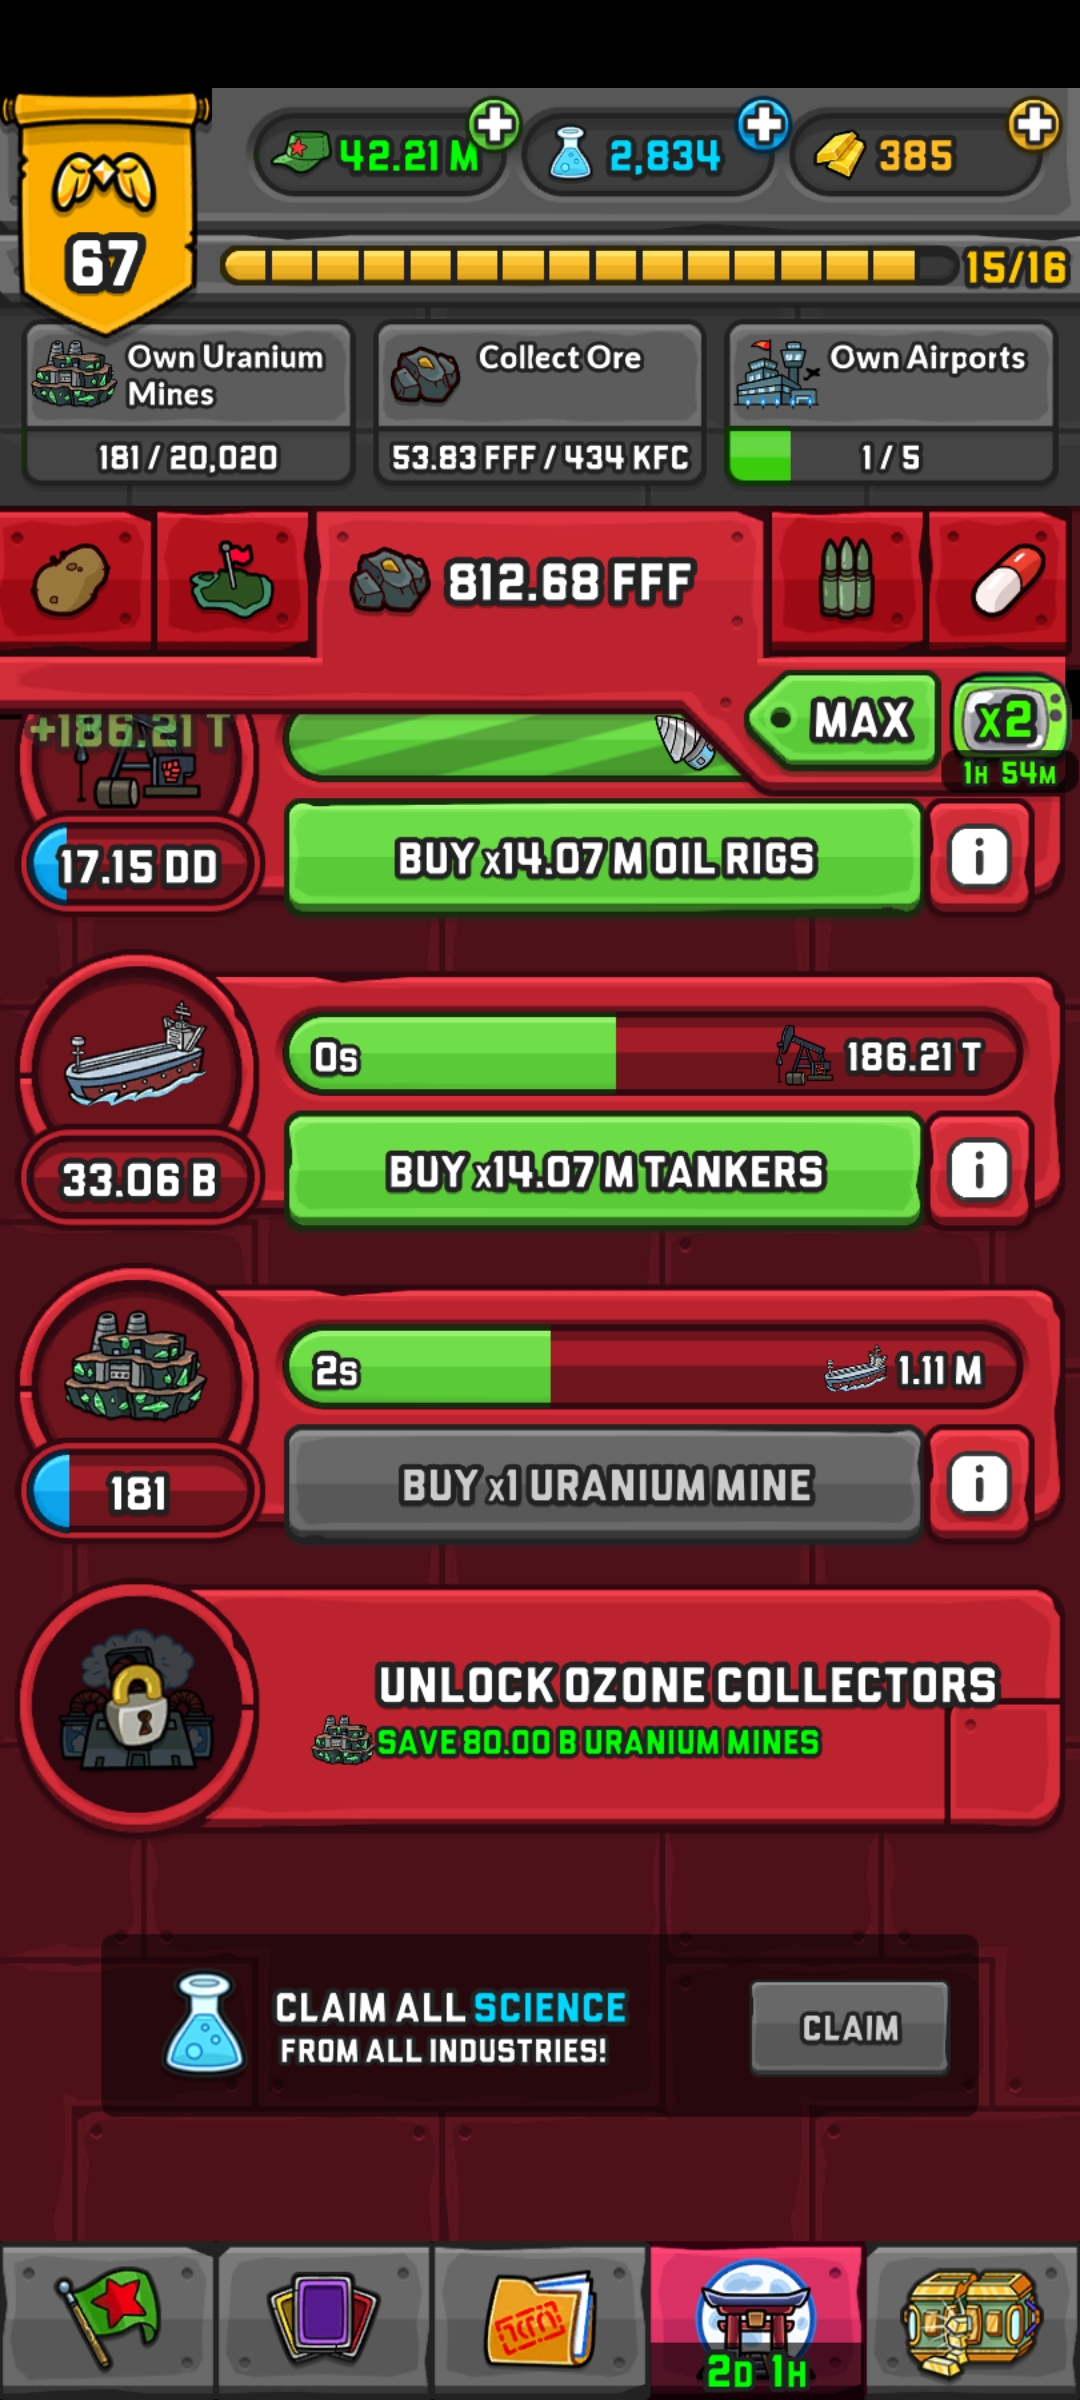 42.21 M
2,834
385
67
15/16
Own Uranium
Mines
181 / 20,020
Collect Ore
53.83 FFF / 434 KFC
Own Airports
1 / 5
812.68 FFF
MAX
x2
1H 54M
+186.21 T
17.15 DD
BUY x14.07 M OIL RIGS
i
0s
186.21 T
33.06 B
BUY x14.07 M TANKERS
i
2s
1.11 M
181
BUY x1 URANIUM MINE
i
UNLOCK OZONE COLLECTORS
SAVE 80.00 B URANIUM MINES
CLAIM ALL SCIENCE
FROM ALL INDUSTRIES!
CLAIM
2D 1H